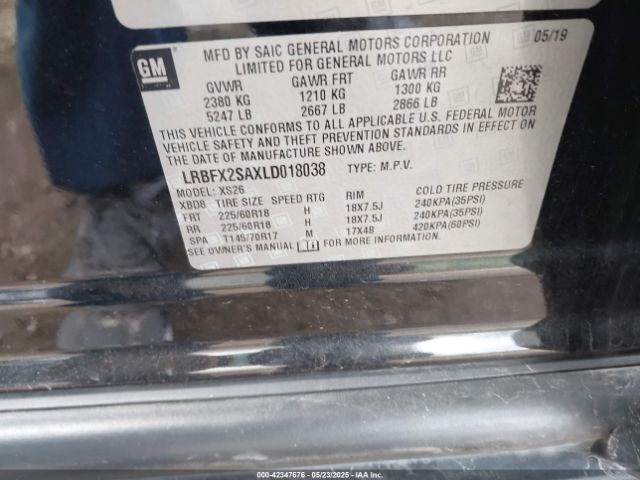 GM
MFD BY SAIC GENERAL MOTORS CORPORATION 05/19
LIMITED FOR GENERAL MOTORS LLC
GVWR GAWR FRT GAWR RR
2380 KG 1210 KG 1300 KG
5247 LB 2667 LB 2866 LB
THIS VEHICLE CONFORMS TO ALL APPLICABLE U.S. FEDERAL MOTOR
VEHICLE SAFETY AND THEFT PREVENTION STANDARDS IN EFFECT ON
THE DATE OF MANUFACTURE SHOWN ABOVE.
LRBFX2SAXLD018038 TYPE: M.P.V.
MODEL: XS26
XBD8 TIRE SIZE SPEED RTG RIM COLD TIRE PRESSURE
FRT 225/60R18 H 18X7.5J 240KPA(35PSI)
RR 225/60R18 H 18X7.5J 240KPA(35PSI)
SPA T145/70R17 M 17X4B 420KPA(60PSI)
SEE OWNER'S MANUAL FOR MORE INFORMATION.
IAAI-42347676 - 05/23/2025 - Copyright © IAA, LLC